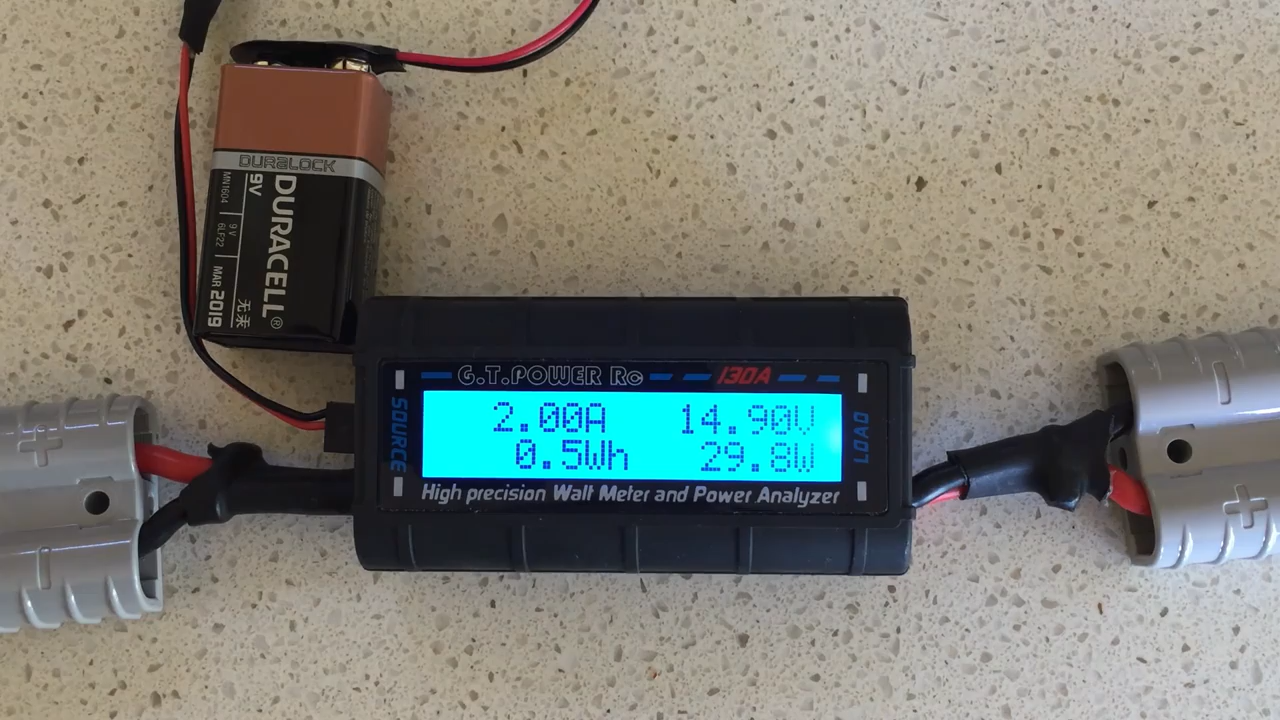 DURALOCK
DURACELL®
9V
无汞
MN1604
9V
6LF22
MAR 2019
G.T.POWER RC 130A
SOURCE
2.00A 14.90V
0.5Wh 29.8W
LOAD
High precision Watt Meter and Power Analyzer